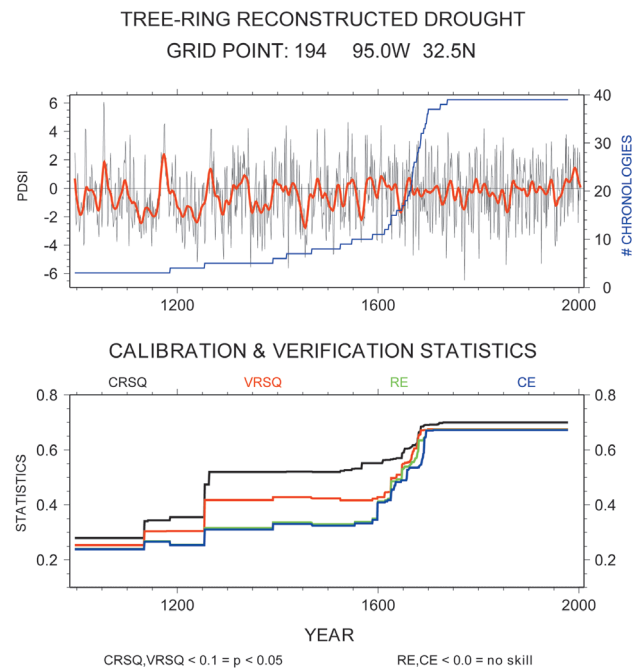 TREE-RING RECONSTRUCTED DROUGHT
GRID POINT: 194 95.0W 32.5N
6
4
2
0
-2
-4
-6
PDSI
40
30
20
10
0
# CHRONOLOGIES
1200 1600 2000
CALIBRATION & VERIFICATION STATISTICS
CRSQ VRSQ RE CE
0.8
0.6
0.4
0.2
STATISTICS
0.8
0.6
0.4
0.2
1200 1600 2000
YEAR
CRSQ,VRSQ < 0.1 = p < 0.05 RE,CE < 0.0 = no skill